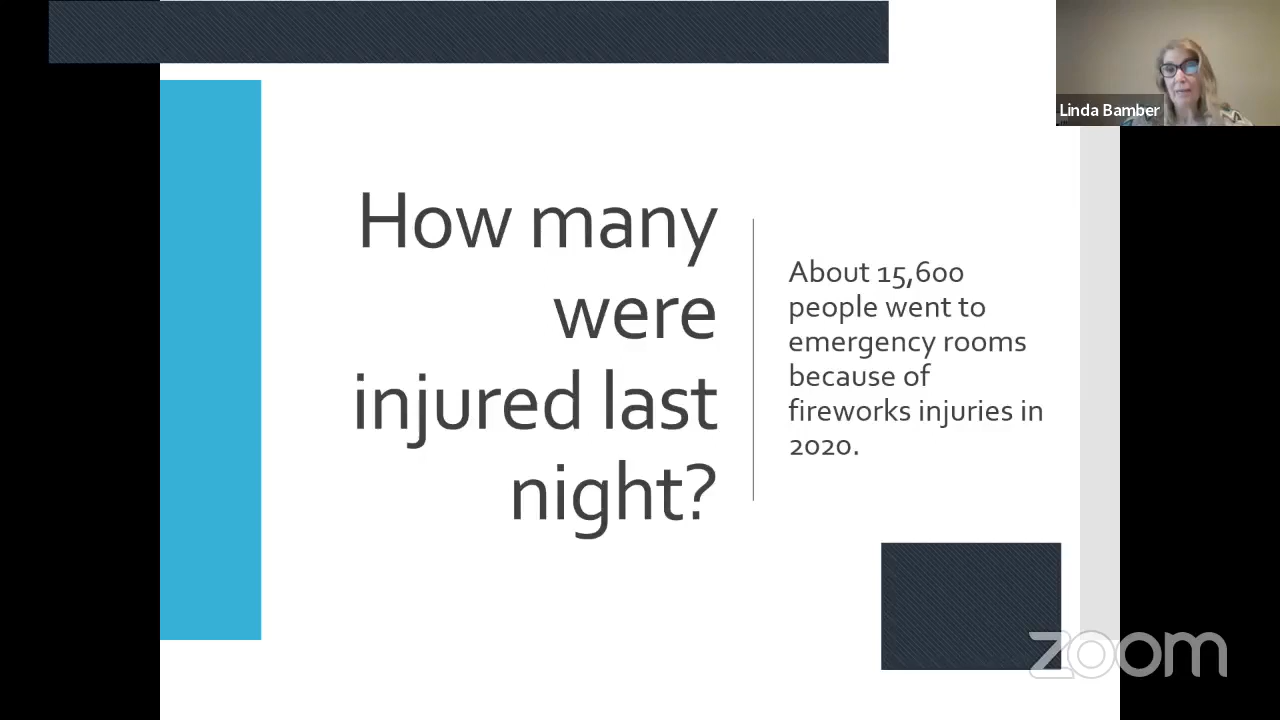 Linda Bamber
How many
were
injured last
night?
About 15,600
people went to
emergency rooms
because of
fireworks injuries in
2020.
zoom